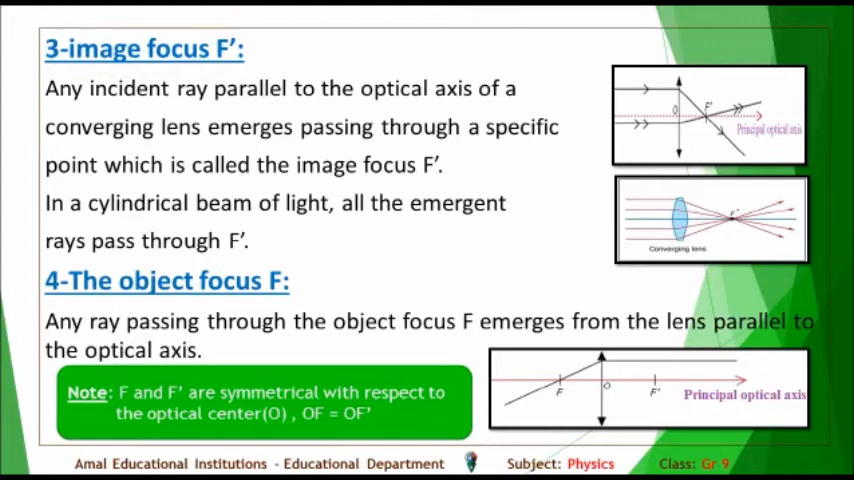 3-image focus F’:
Any incident ray parallel to the optical axis of a
converging lens emerges passing through a specific
point which is called the image focus F’.
In a cylindrical beam of light, all the emergent
rays pass through F’.
O
F'
Principal optical axis
F'
Converging lens
4-The object focus F:
Any ray passing through the object focus F emerges from the lens parallel to
the optical axis.
Note: F and F’ are symmetrical with respect to
the optical center(O) , OF = OF’
F
O
F'
Principal optical axis
Amal Educational Institutions - Educational Department
Subject: Physics
Class: Gr 9